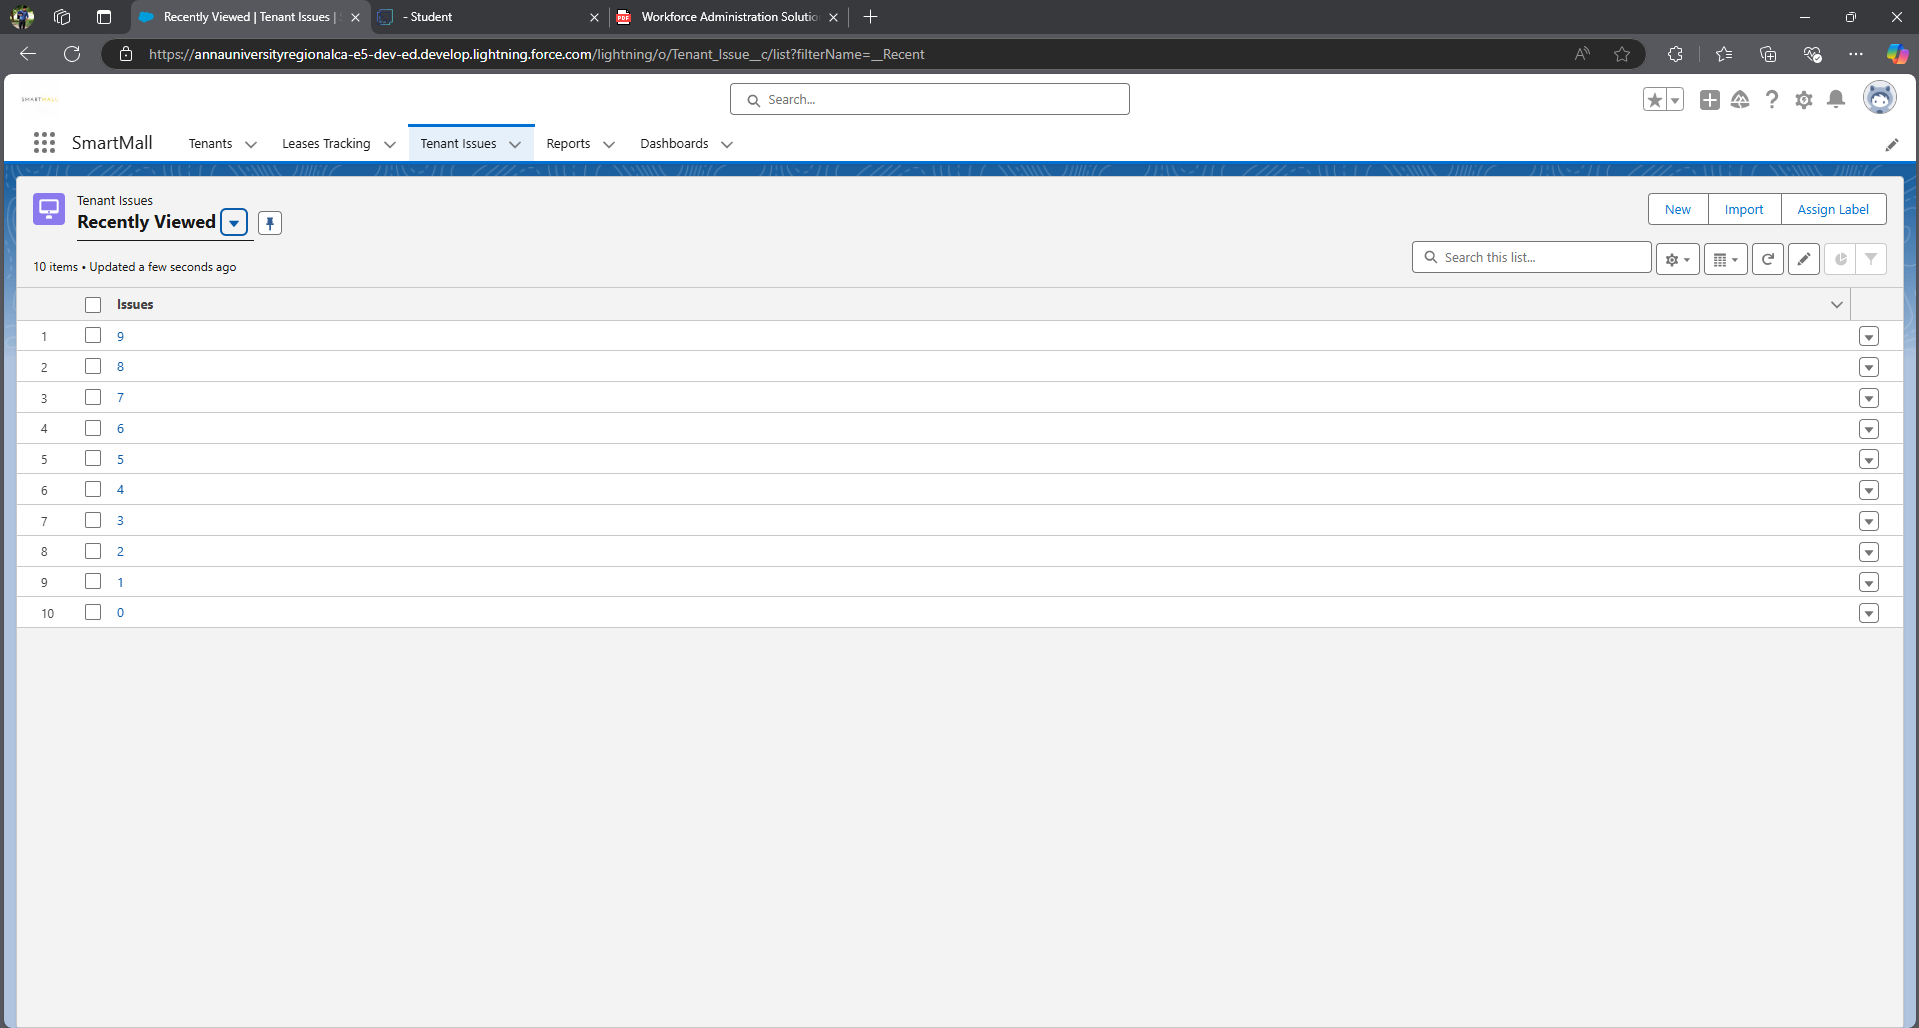 Recently Viewed | Tenant Issues |
- Student
Workforce Administration Solutio
https://annauniversityregionalca-e5-dev-ed.develop.lightning.force.com/lightning/o/Tenant_Issue__c/list?filterName=__Recent
SMARTMALL
Search...
SmartMall
Tenants
Leases Tracking
Tenant Issues
Reports
Dashboards
Tenant Issues
Recently Viewed
New
Import
Assign Label
10 items • Updated a few seconds ago
Search this list...
Issues
1 9
2 8
3 7
4 6
5 5
6 4
7 3
8 2
9 1
10 0